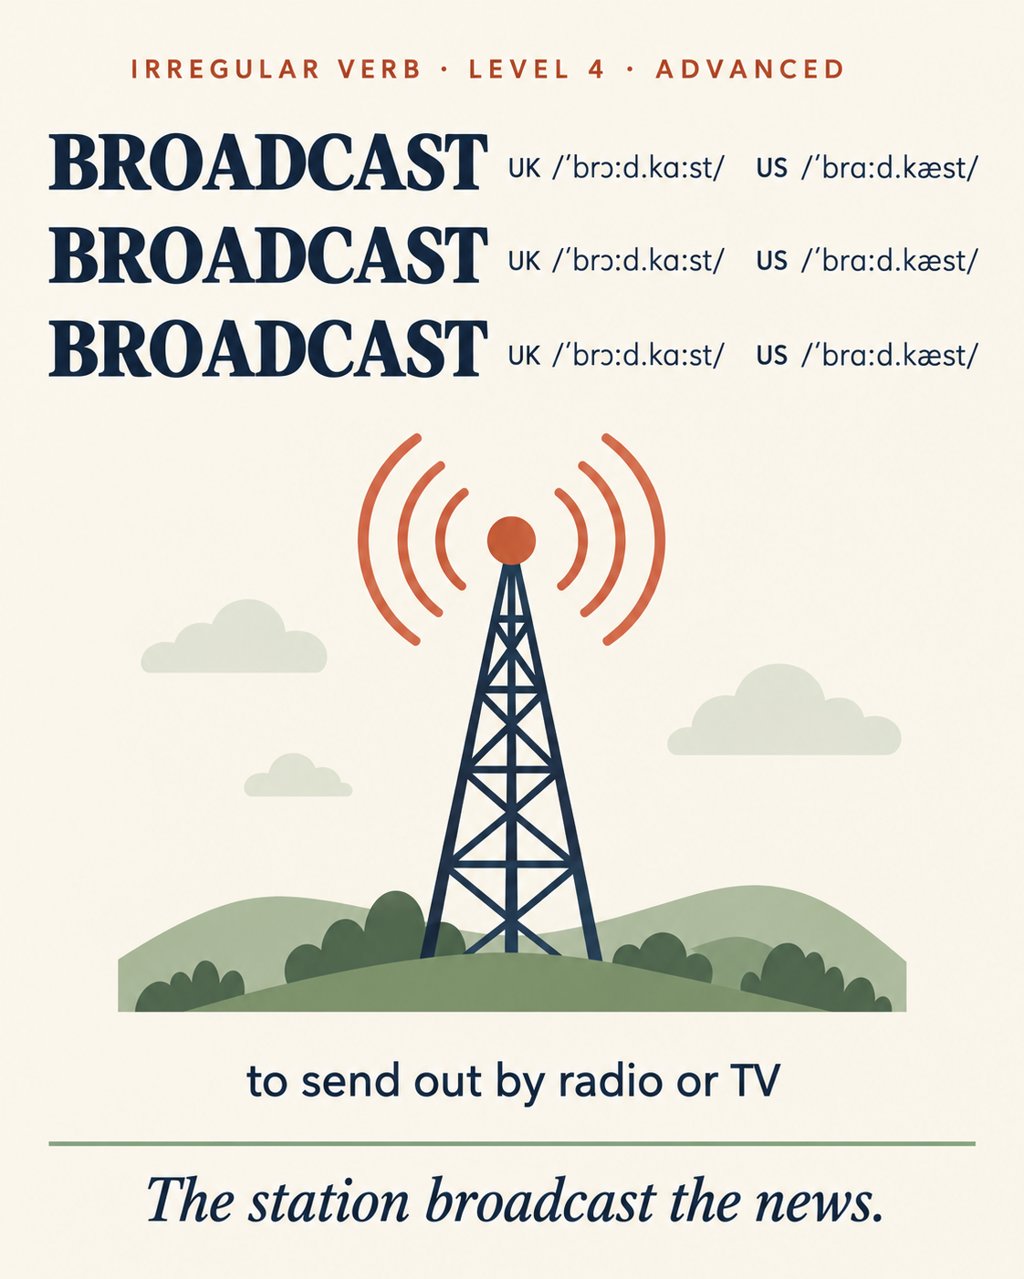 IRREGULAR VERB · LEVEL 4 · ADVANCED
BROADCAST UK /ˈbrɔːd.kɑːst/ US /ˈbrɑːd.kæst/
BROADCAST UK /ˈbrɔːd.kɑːst/ US /ˈbrɑːd.kæst/
BROADCAST UK /ˈbrɔːd.kɑːst/ US /ˈbrɑːd.kæst/
to send out by radio or TV
The station broadcast the news.